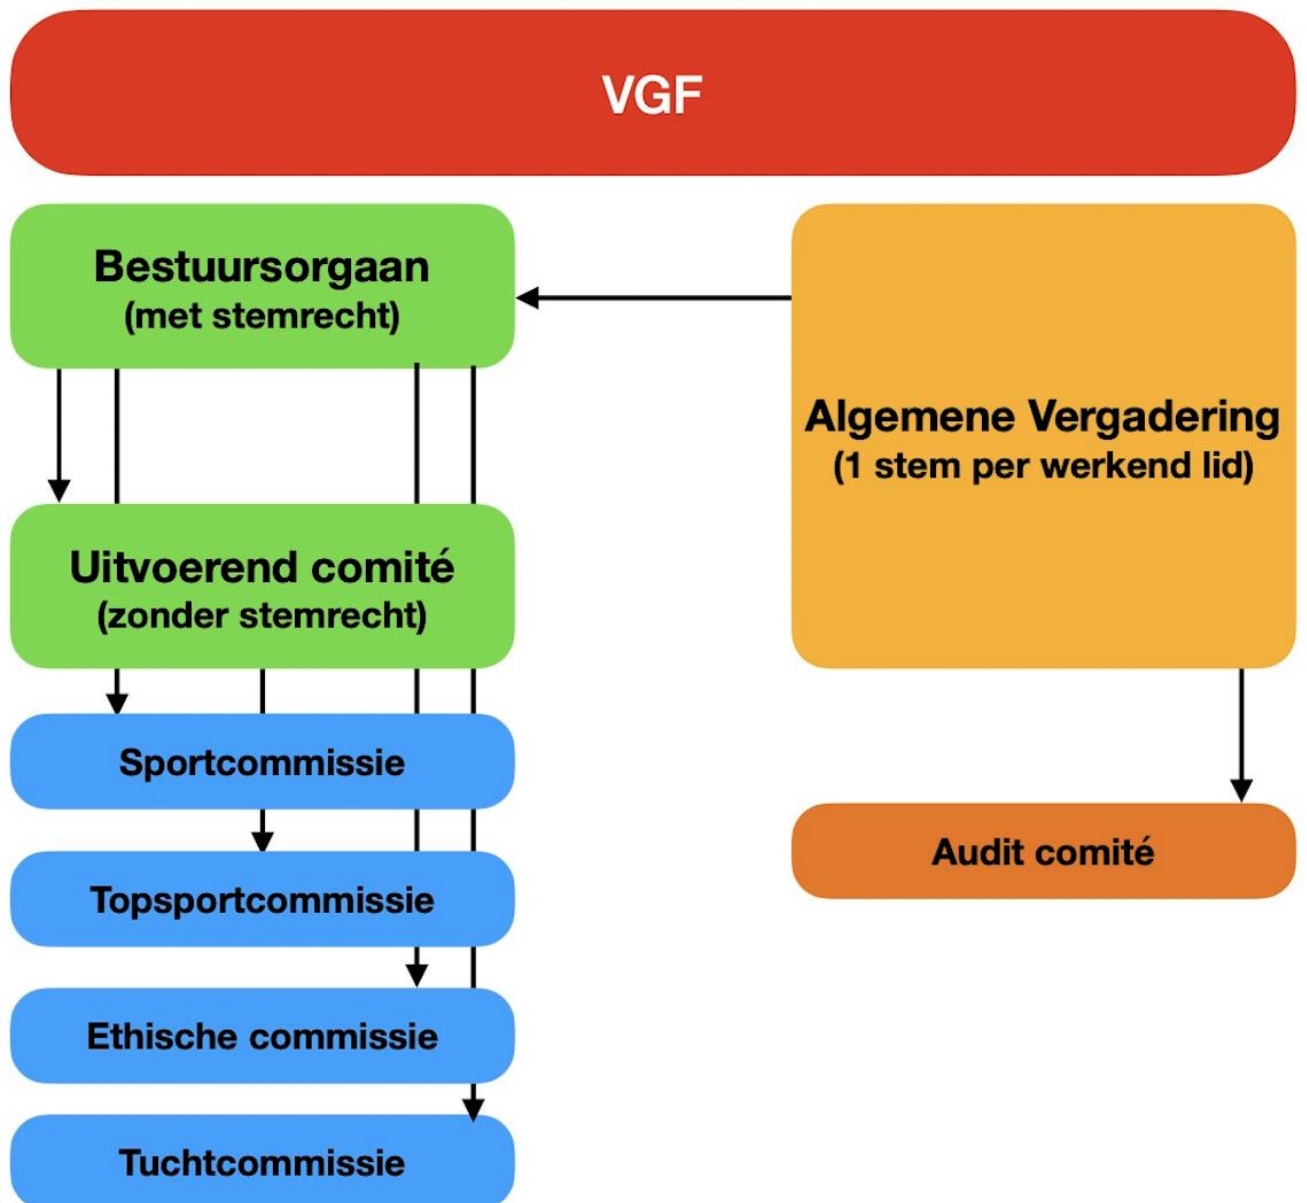 VGF
Bestuursorgaan
(met stemrecht)
Algemene Vergadering
(1 stem per werkend lid)
Uitvoerend comité
(zonder stemrecht)
Sportcommissie
Audit comité
Topsportcommissie
Ethische commissie
Tuchtcommissie